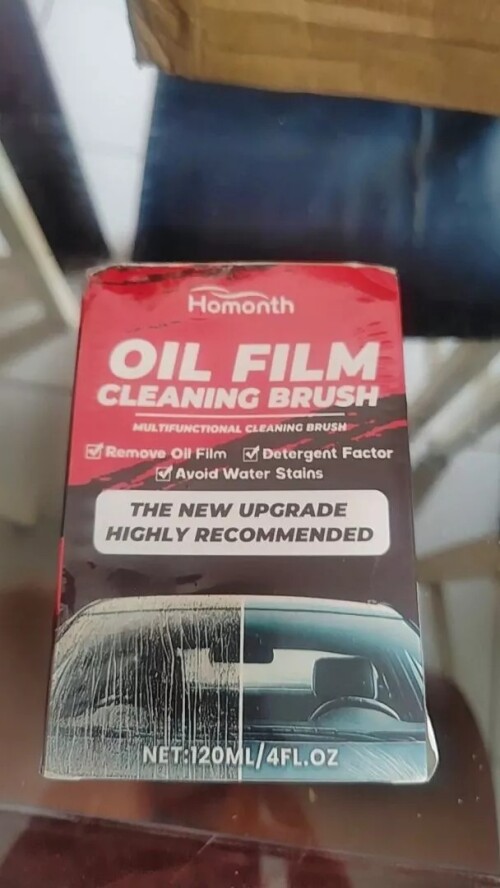 Homonth
OIL FILM
CLEANING BRUSH
MULTIFUNCTIONAL CLEANING BRUSH
Remove Oil Film Detergent Factor
Avoid Water Stains
THE NEW UPGRADE
HIGHLY RECOMMENDED
NET:120ML/4FL.OZ